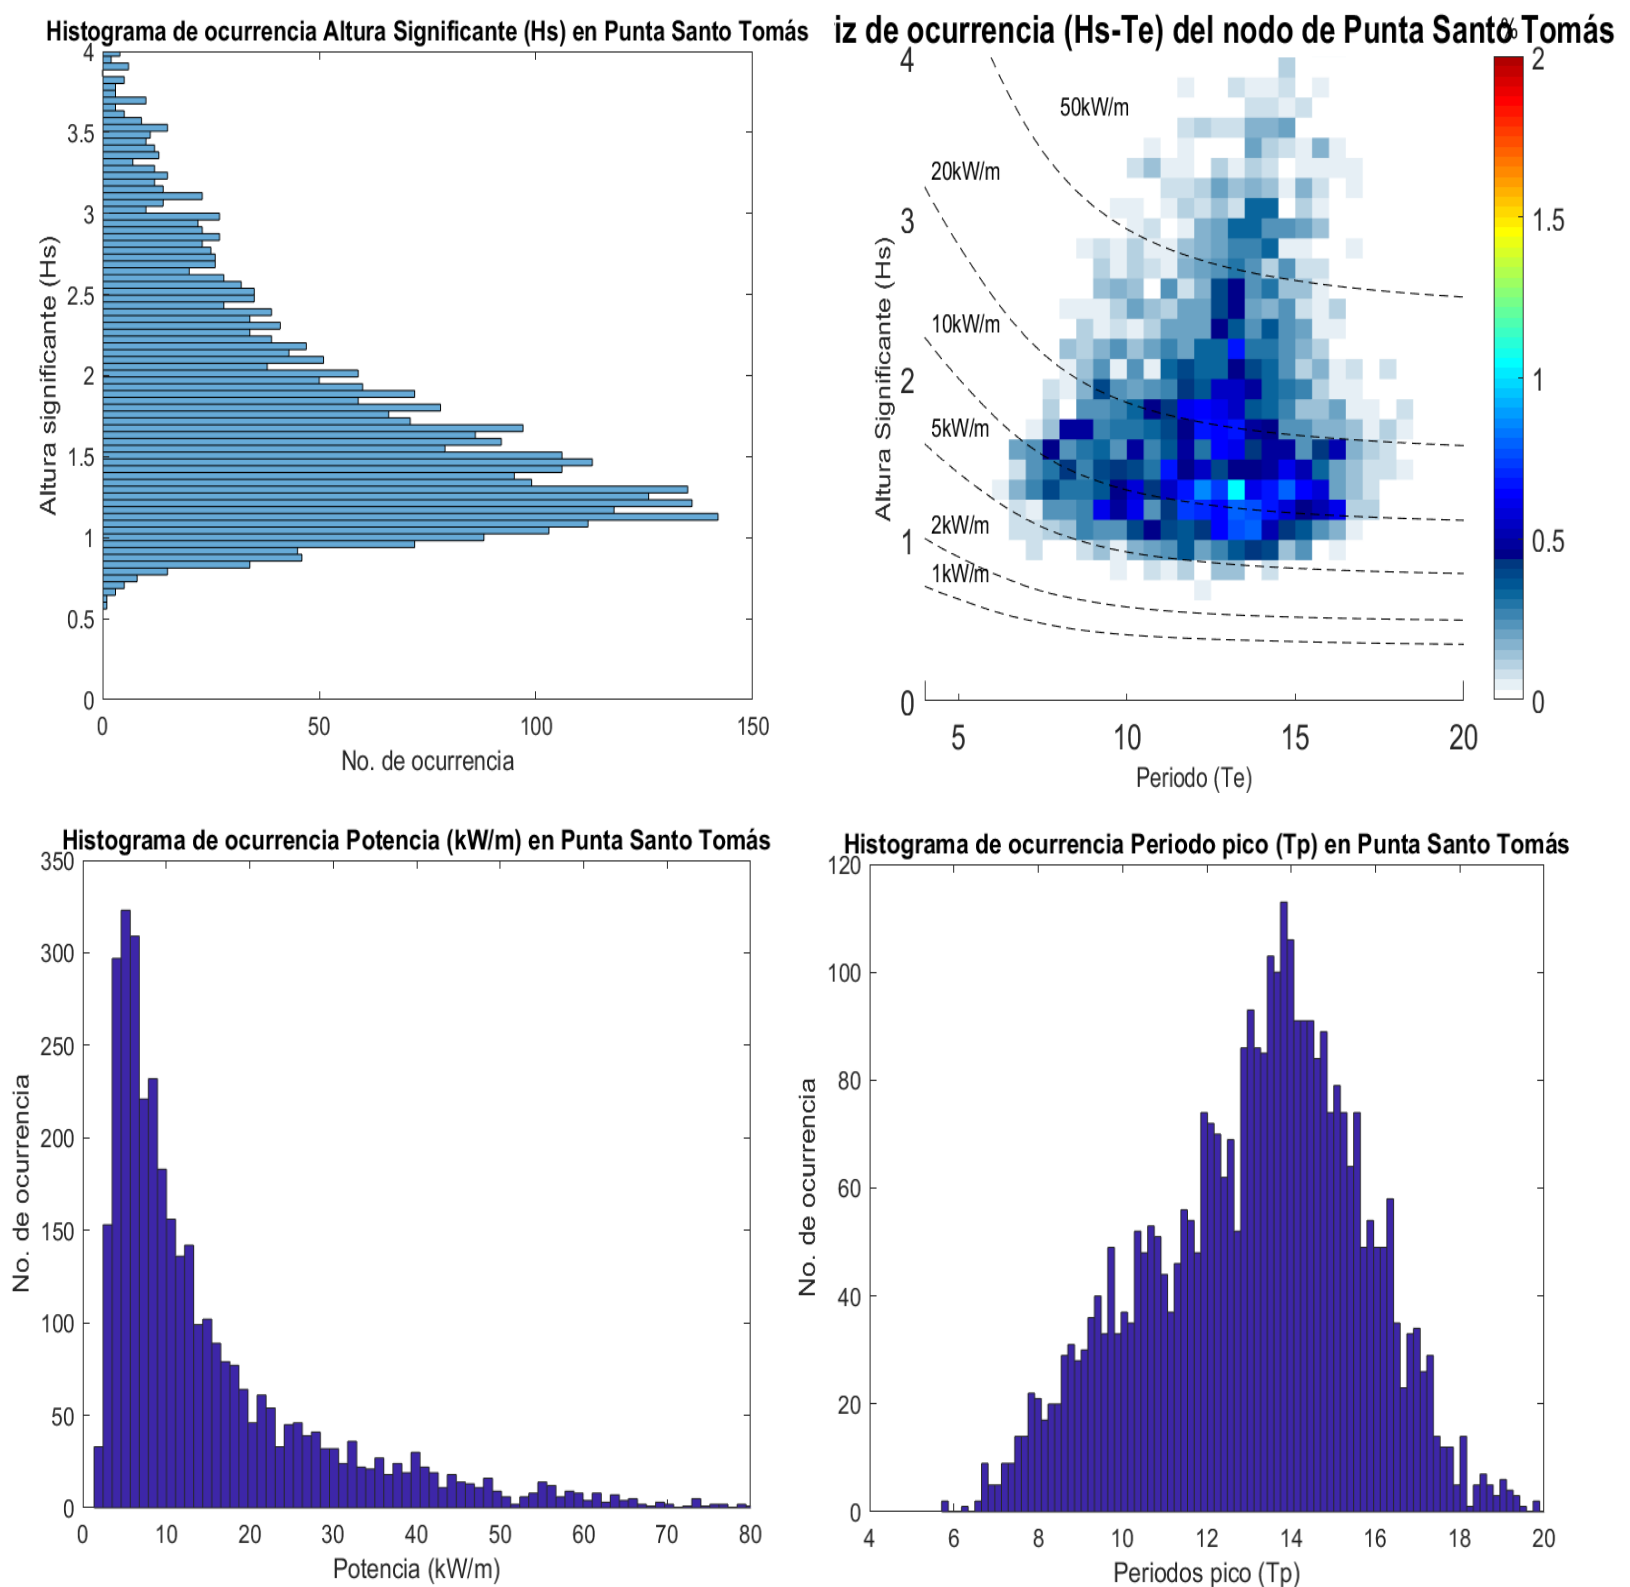 Histograma de ocurrencia Altura Significante (Hs) en Punta Santo Tomás
4
3.5
3
2.5
2
1.5
1
0.5
0
Altura significante (Hs)
0 50 100 150
No. de ocurrencia
iz de ocurrencia (Hs-Te) del nodo de Punta Santo Tomás
%
4
3
2
1
0
Altura Significante (Hs)
50kW/m
20kW/m
10kW/m
5kW/m
2kW/m
1kW/m
5 10 15 20
Periodo (Te)
2
1.5
1
0.5
0
Histograma de ocurrencia Potencia (kW/m) en Punta Santo Tomás
350
300
250
200
150
100
50
0
No. de ocurrencia
0 10 20 30 40 50 60 70 80
Potencia (kW/m)
Histograma de ocurrencia Periodo pico (Tp) en Punta Santo Tomás
120
100
80
60
40
20
0
No. de ocurrencia
4 6 8 10 12 14 16 18 20
Periodos pico (Tp)